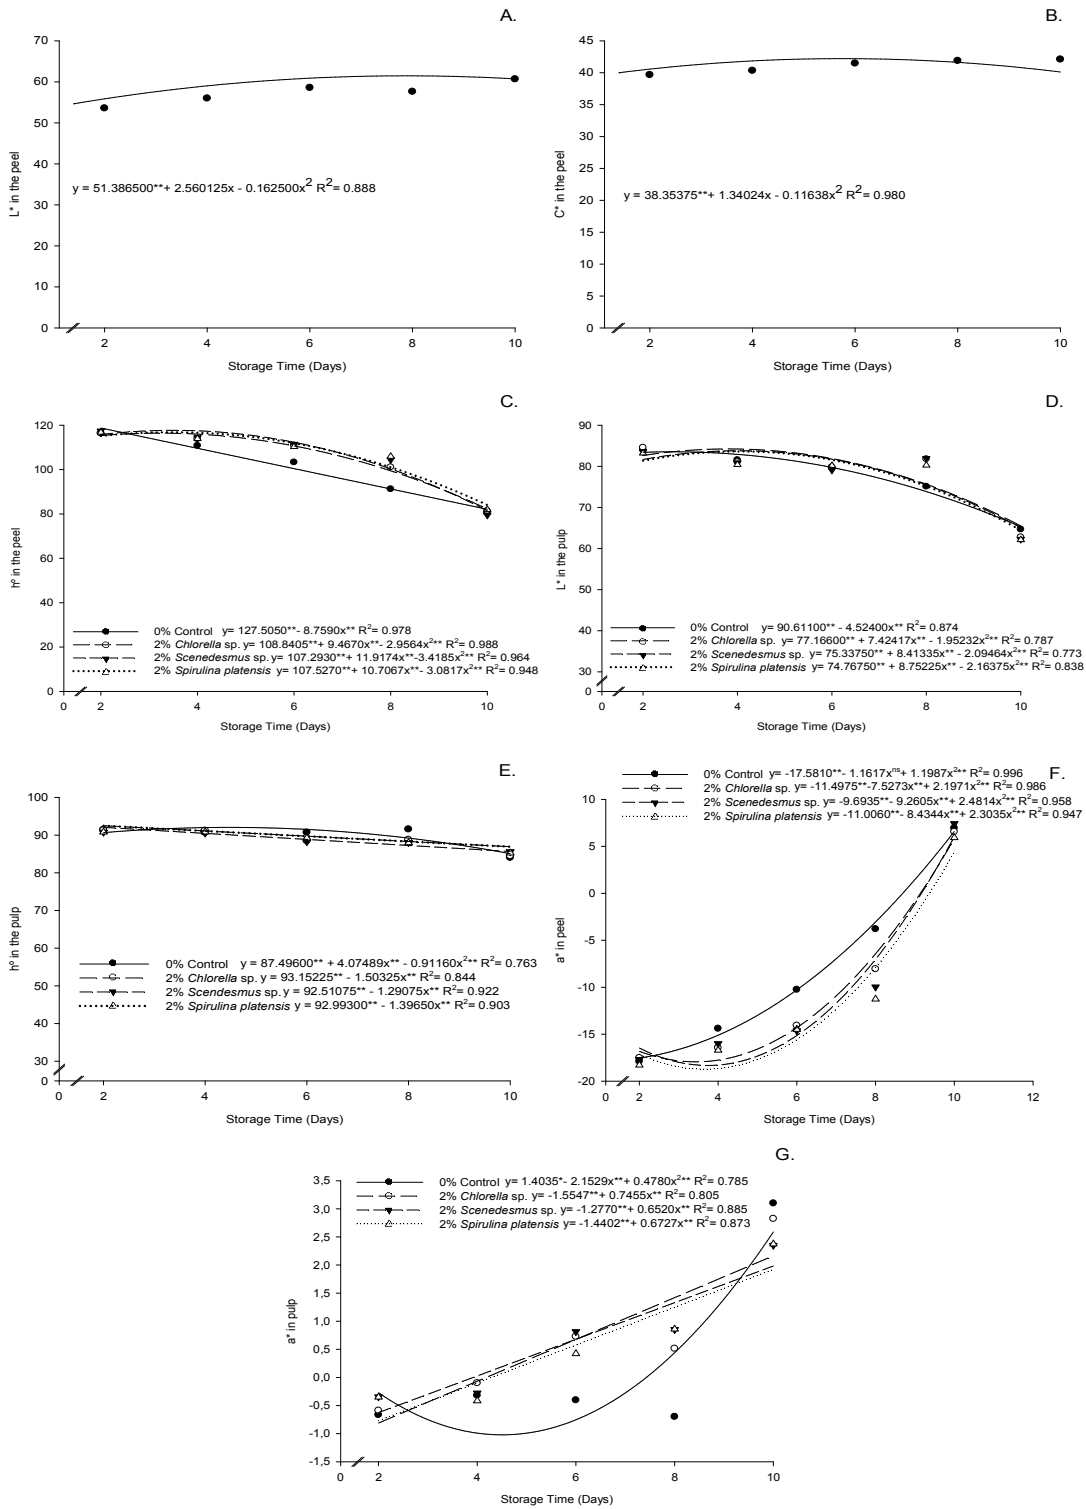 A.
70
60
50
40
30
20
10
0
L* in the peel
y = 51.386500**+ 2.560125x - 0.162500x² R²= 0.888
2 4 6 8 10
Storage Time (Days)
B.
45
40
35
30
25
20
15
10
5
0
C* in the peel
y = 38.35375**+ 1.34024x - 0.11638x² R²= 0.980
2 4 6 8 10
Storage Time (Days)
C.
120
100
80
60
40
20
0
hº in the peel
0% Control y= 127.5050**- 8.7590x** R²= 0.978
2% Chlorella sp. y= 108.8405**+ 9.4670x**- 2.9564x²** R²= 0.988
2% Scenedesmus sp. y= 107.2930**+ 11.9174x**-3.4185x²** R²= 0.964
2% Spirulina platensis y= 107.5270**+ 10.7067x**- 3.0817x²** R²= 0.948
0 2 4 6 8 10
Storage Time (Days)
D.
90
80
70
60
50
40
30
0
L* in the pulp
0% Control y= 90.61100** - 4.52400x** R²= 0.874
2% Chlorella sp. y= 77.16600** + 7.42417x** - 1.95232x²** R²= 0.787
2% Scenedesmus sp. y= 75.33750** + 8.41335x** - 2.09464x²** R²= 0.773
2% Spirulina platensis y= 74.76750** + 8.75225x** - 2.16375x²** R²= 0.838
0 2 4 6 8 10
Storage Time (Days)
E.
100
90
80
70
60
50
40
30
0
hº in the pulp
0% Control y = 87.49600** + 4.07489x** - 0.91160x²** R²= 0.763
2% Chlorella sp. y = 93.15225** - 1.50325x** R²= 0.844
2% Scendesmus sp. y = 92.51075** - 1.29075x** R²= 0.922
2% Spirulina platensis y = 92.99300** - 1.39650x** R²= 0.903
0 2 4 6 8 10
Storage Time (Days)
F.
0% Control y= -17.5810**- 1.1617xⁿˢ+ 1.1987x²** R²= 0.996
2% Chlorella sp. y= -11.4975**-7.5273x**+ 2.1971x²** R²= 0.986
2% Scenedesmus sp. y= -9.6935**- 9.2605x**+ 2.4814x²** R²= 0.958
2% Spirulina platensis y= -11.0060**- 8.4344x**+ 2.3035x²** R²= 0.947
10
5
0
-5
-10
-15
-20
a* in peel
0 2 4 6 8 10 12
Storage Time (Days)
G.
3,5
3,0
2,5
2,0
1,5
1,0
0,5
0,0
-0,5
-1,0
-1,5
a* in pulp
0% Control y= 1.4035*- 2.1529x**+ 0.4780x²** R²= 0.785
2% Chlorella sp. y= -1.5547**+ 0.7455x** R²= 0.805
2% Scenedesmus sp. y= -1.2770**+ 0.6520x** R²= 0.885
2% Spirulina platensis y= -1.4402**+ 0.6727x** R²= 0.873
0 2 4 6 8 10
Storage Time (Days)